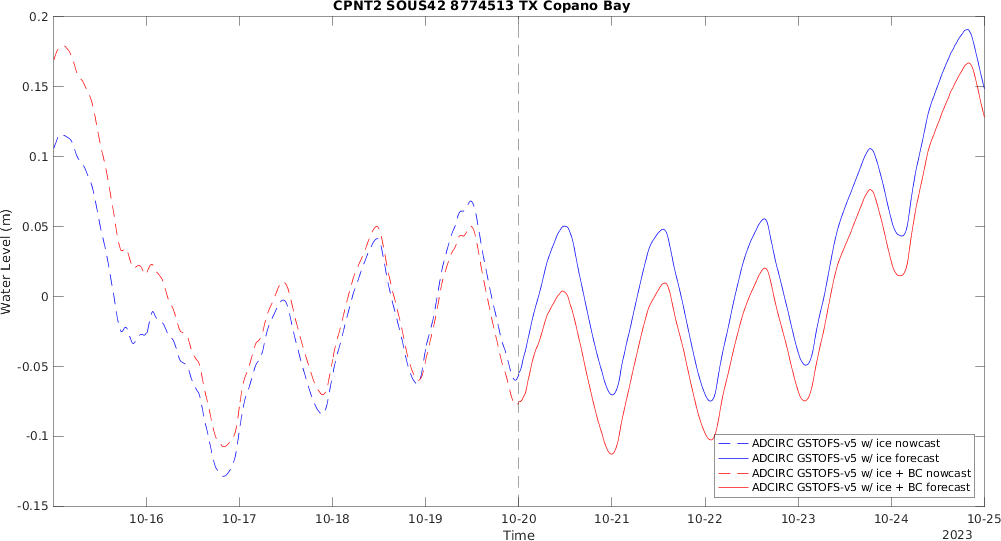 CPNT2 SOUS42 8774513 TX Copano Bay
0.2
0.15
0.1
0.05
0
-0.05
-0.1
-0.15
Water Level (m)
ADCIRC GSTOFS-v5 w/ ice nowcast
ADCIRC GSTOFS-v5 w/ ice forecast
ADCIRC GSTOFS-v5 w/ ice + BC nowcast
ADCIRC GSTOFS-v5 w/ ice + BC forecast
10-16 10-17 10-18 10-19 10-20 10-21 10-22 10-23 10-24 10-25
Time
2023